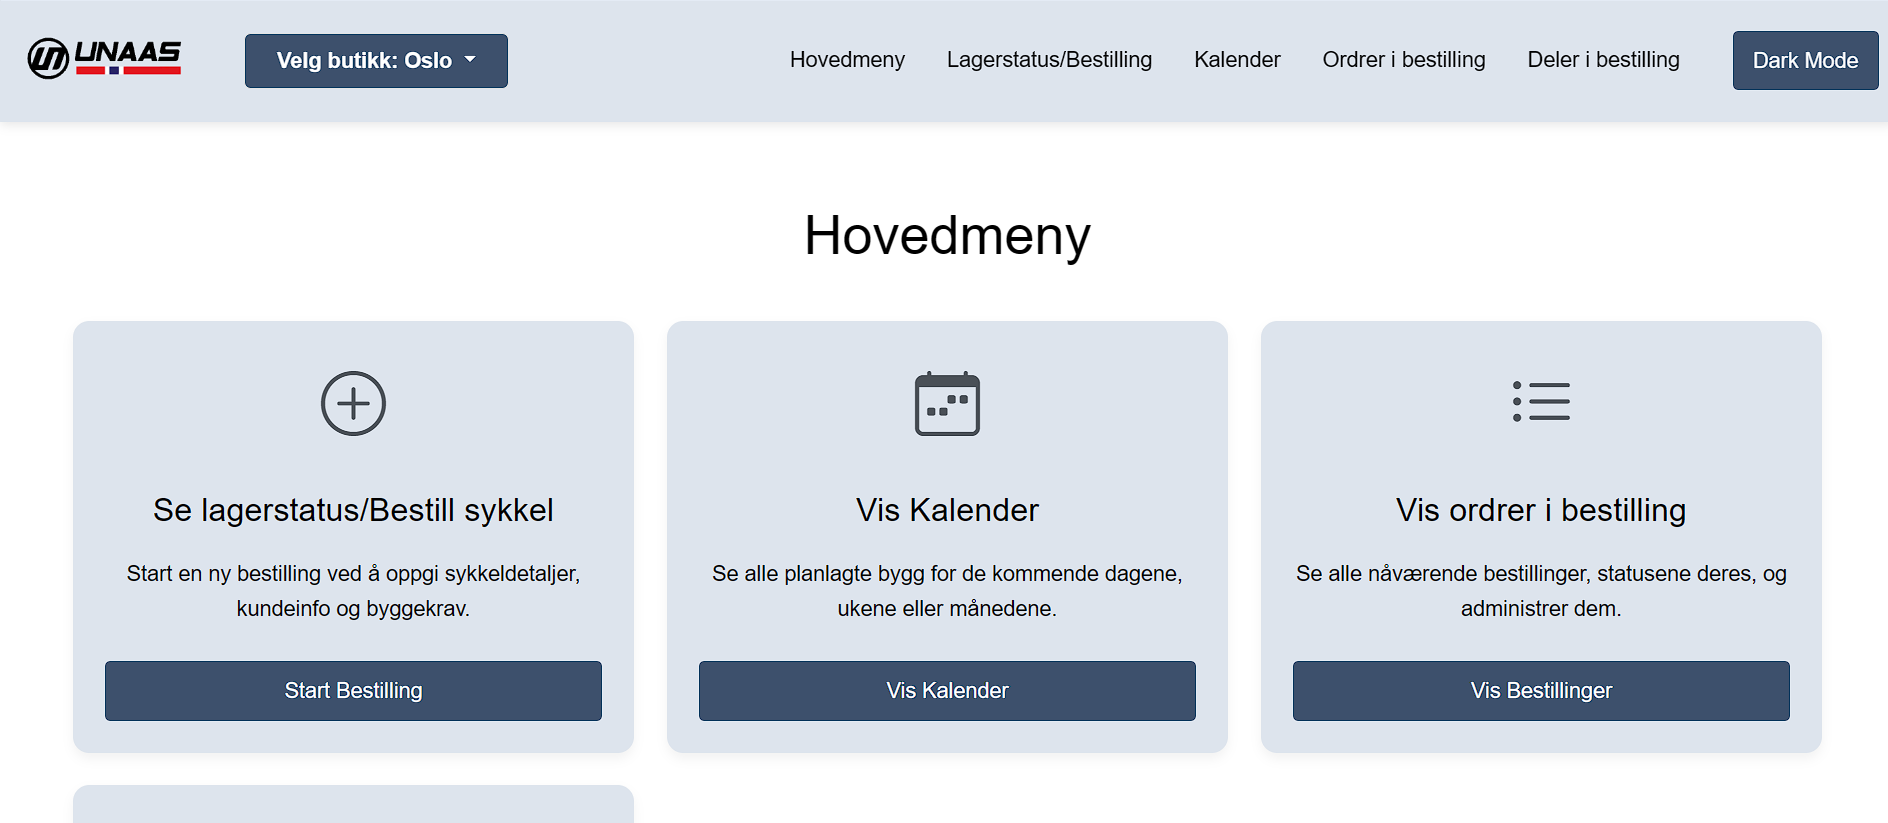 UNAAS
Velg butikk: Oslo
Hovedmeny
Lagerstatus/Bestilling
Kalender
Ordrer i bestilling
Deler i bestilling
Dark Mode
Hovedmeny
Se lagerstatus/Bestill sykkel
Start en ny bestilling ved å oppgi sykkeldetaljer,
kundeinfo og byggekrav.
Start Bestilling
Vis Kalender
Se alle planlagte bygg for de kommende dagene,
ukene eller månedene.
Vis Kalender
Vis ordrer i bestilling
Se alle nåværende bestillinger, statusene deres, og
administrer dem.
Vis Bestillinger